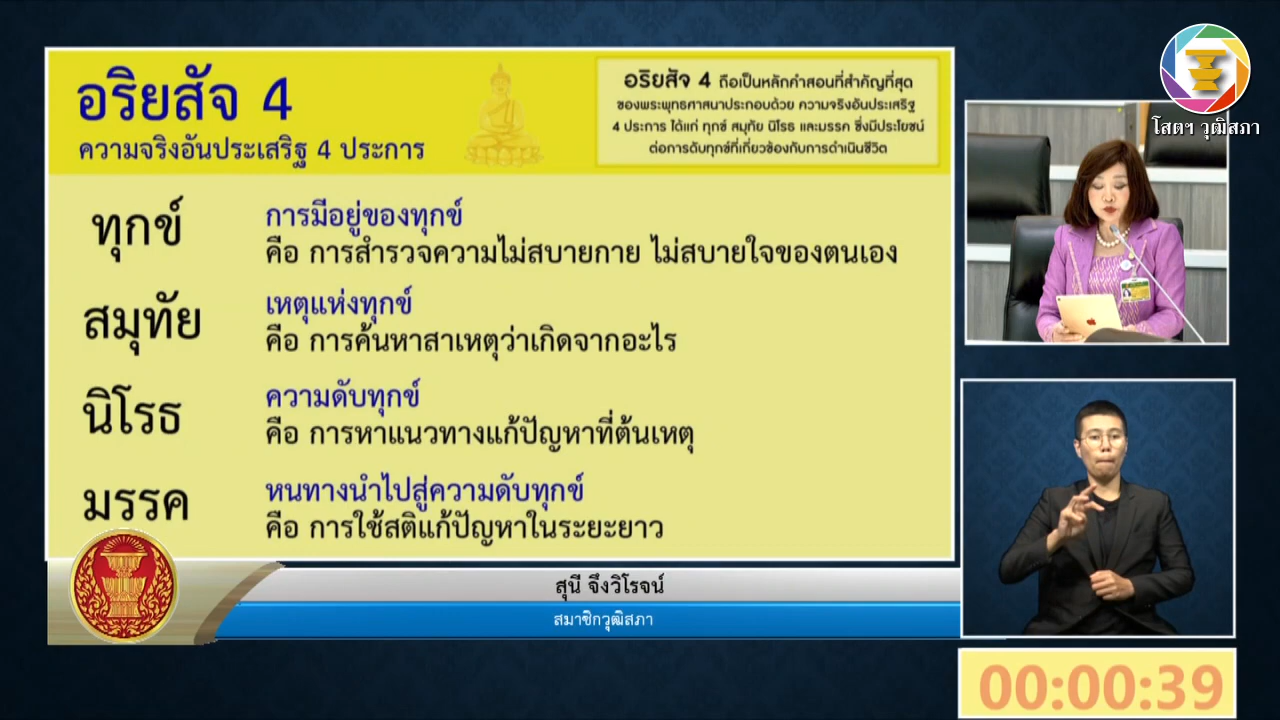 อริยสัจ 4
ความจริงอันประเสริฐ 4 ประการ
อริยสัจ 4 ถือเป็นหลักคำสอนที่สำคัญที่สุด
ของพระพุทธศาสนาประกอบด้วย ความจริงอันประเสริฐ
4 ประการ ได้แก่ ทุกข์ สมุทัย นิโรธ และมรรค ซึ่งมีประโยชน์
ต่อการดับทุกข์ที่เกี่ยวข้องกับการดำเนินชีวิต
โสตฯ วุฒิสภา
ทุกข์
การมีอยู่ของทุกข์
คือ การสำรวจความไม่สบายกาย ไม่สบายใจของตนเอง
สมุทัย
เหตุแห่งทุกข์
คือ การค้นหาสาเหตุว่าเกิดจากอะไร
นิโรธ
ความดับทุกข์
คือ การหาแนวทางแก้ปัญหาที่ต้นเหตุ
มรรค
หนทางนำไปสู่ความดับทุกข์
คือ การใช้สติแก้ปัญหาในระยะยาว
สุนี จึงวิโรจน์
สมาชิกวุฒิสภา
00:00:39